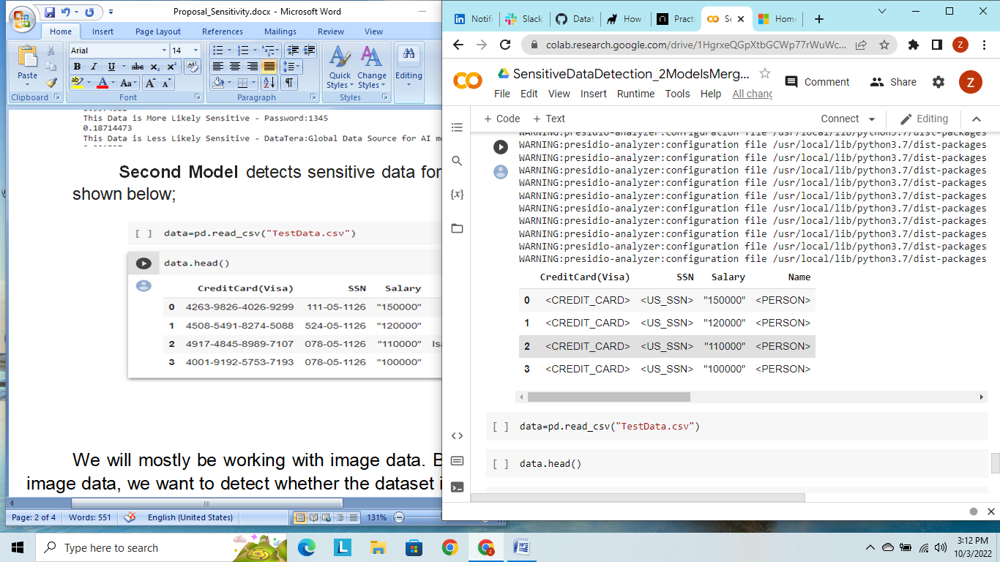 Proposal_Sensitivity.docx - Microsoft Word
Home Insert Page Layout References Mailings Review View
Arial 14
Paste
B I U abc x₂ x²
Aa A A
Quick Styles
Change Styles
Editing
Clipboard Font Paragraph Styles
This Data is More Likely Sensitive - Password:1345
0.18714473
This Data is Less Likely Sensitive - DataTera:Global Data Source for AI m
Second Model detects sensitive data for
shown below;
[ ] data=pd.read_csv("TestData.csv")
data.head()
CreditCard(Visa) SSN Salary
0 4263-9826-4026-9299 111-05-1126 "150000"
1 4508-5491-8274-5088 524-05-1126 "120000"
2 4917-4845-8989-7107 078-05-1126 "110000" Isa
3 4001-9192-5753-7193 078-05-1126 "100000"
We will mostly be working with image data. B
image data, we want to detect whether the dataset i
Page: 2 of 4 Words: 551 English (United States) 131%
Notifi Slack Datat How Practi Se Home
colab.research.google.com/drive/1HgrxeQGpXtbGCWp77rWuWc... Z
SensitiveDataDetection_2ModelsMerg...
Comment Share Z
File Edit View Insert Runtime Tools Help All chang
+ Code + Text Connect Editing
WARNING:presidio-analyzer:configuration file /usr/local/lib/python3.7/dist-packages
WARNING:presidio-analyzer:configuration file /usr/local/lib/python3.7/dist-packages
WARNING:presidio-analyzer:configuration file /usr/local/lib/python3.7/dist-packages
WARNING:presidio-analyzer:configuration file /usr/local/lib/python3.7/dist-packages
WARNING:presidio-analyzer:configuration file /usr/local/lib/python3.7/dist-packages
WARNING:presidio-analyzer:configuration file /usr/local/lib/python3.7/dist-packages
WARNING:presidio-analyzer:configuration file /usr/local/lib/python3.7/dist-packages
WARNING:presidio-analyzer:configuration file /usr/local/lib/python3.7/dist-packages
WARNING:presidio-analyzer:configuration file /usr/local/lib/python3.7/dist-packages
WARNING:presidio-analyzer:configuration file /usr/local/lib/python3.7/dist-packages
WARNING:presidio-analyzer:configuration file /usr/local/lib/python3.7/dist-packages
{x}
CreditCard(Visa) SSN Salary Name
0 <CREDIT_CARD> <US_SSN> "150000" <PERSON>
1 <CREDIT_CARD> <US_SSN> "120000" <PERSON>
2 <CREDIT_CARD> <US_SSN> "110000" <PERSON>
3 <CREDIT_CARD> <US_SSN> "100000" <PERSON>
[ ] data=pd.read_csv("TestData.csv")
[ ] data.head()
Type here to search
3:12 PM
10/3/2022